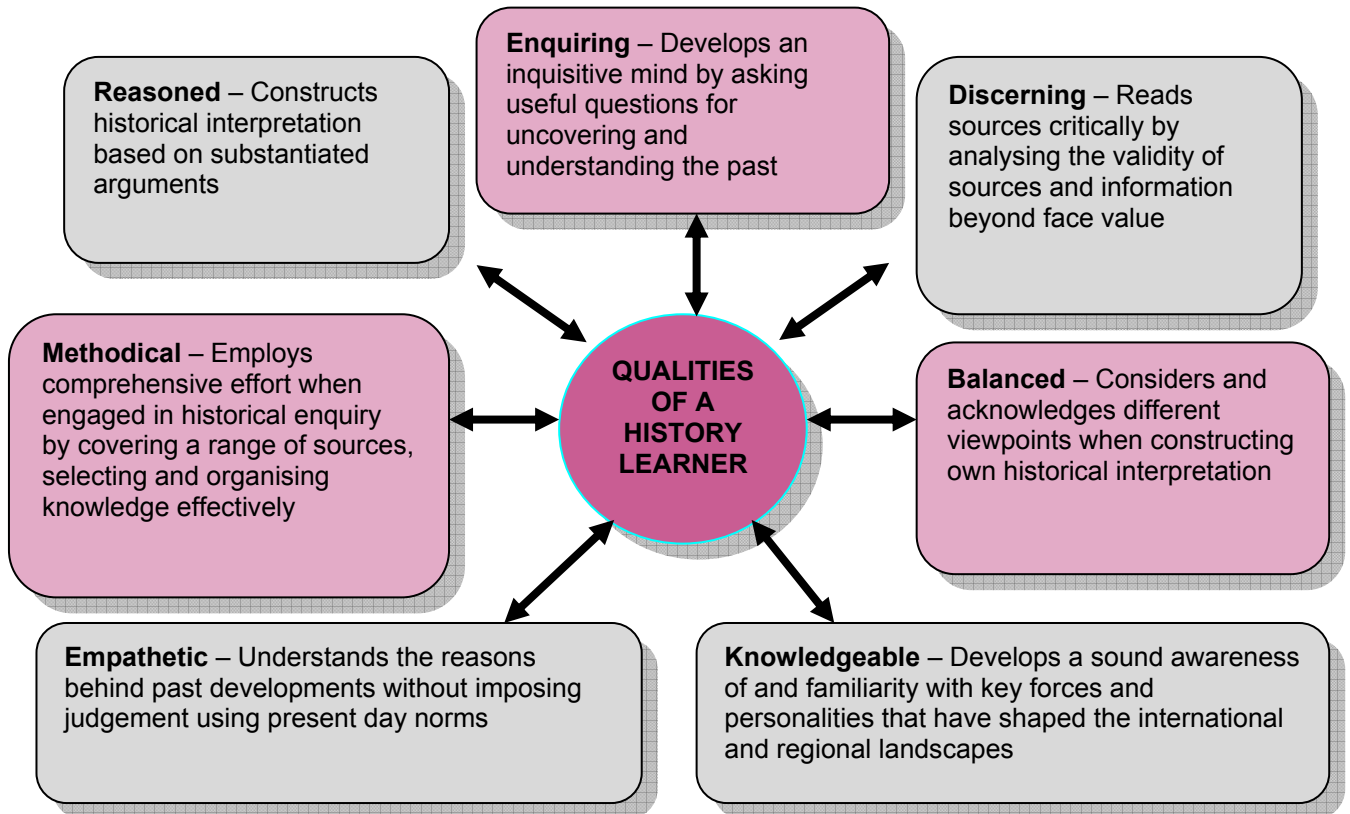 Enquiring – Develops an
inquisitive mind by asking
useful questions for
uncovering and
understanding the past
Reasoned – Constructs
historical interpretation
based on substantiated
arguments
Discerning – Reads
sources critically by
analysing the validity of
sources and information
beyond face value
Methodical – Employs
comprehensive effort when
engaged in historical enquiry
by covering a range of sources,
selecting and organising
knowledge effectively
QUALITIES
OF A
HISTORY
LEARNER
Balanced – Considers and
acknowledges different
viewpoints when constructing
own historical interpretation
Empathetic – Understands the reasons
behind past developments without imposing
judgement using present day norms
Knowledgeable – Develops a sound awareness
of and familiarity with key forces and
personalities that have shaped the international
and regional landscapes